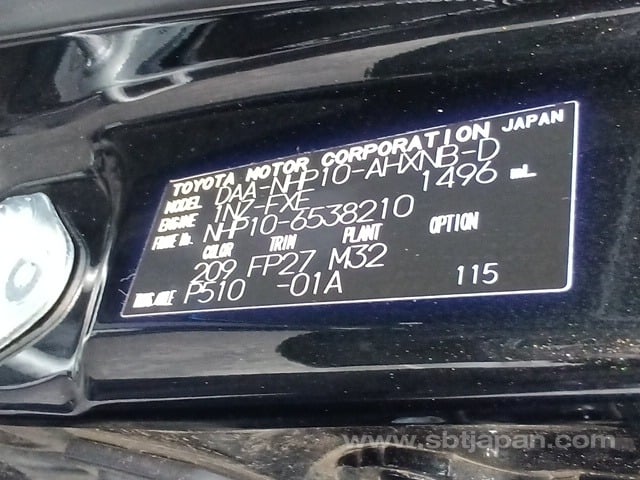 TOYOTA MOTOR CORPORATION JAPAN
MODEL DAA-NHP10-AHXNB-D
ENGINE 1NZ-FXE 1496 mL
FRAME No. NHP10-6538210
COLOR TRIM PLANT OPTION
209 FP27 M32
TRANS./AXLE P510 -01A 115
www.sbtjapan.com